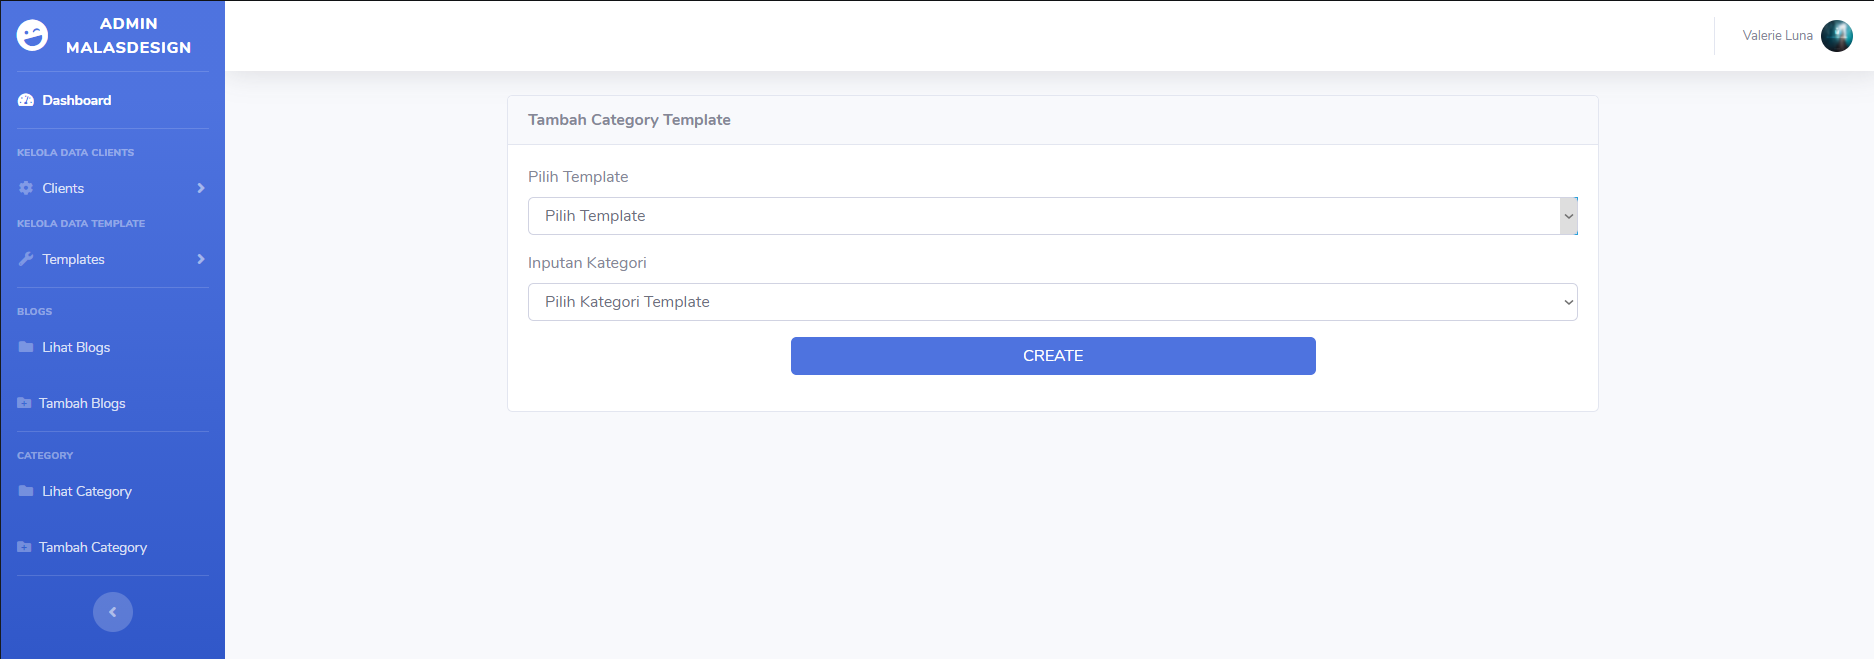 ADMIN
MALASDESIGN
Dashboard
KELOLA DATA CLIENTS
Clients
KELOLA DATA TEMPLATE
Templates
BLOGS
Lihat Blogs
Tambah Blogs
CATEGORY
Lihat Category
Tambah Category
Valerie Luna
Tambah Category Template
Pilih Template
Pilih Template
Inputan Kategori
Pilih Kategori Template
CREATE